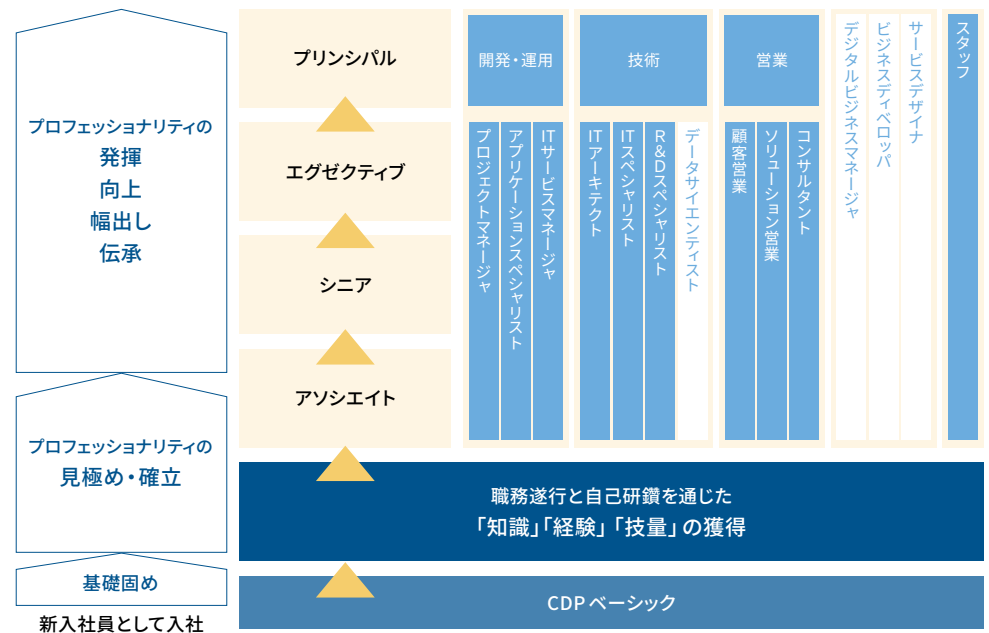 プロフェッショナリティの
発揮
向上
幅出し
伝承
プロフェッショナリティの
見極め・確立
基礎固め
新入社員として入社
プリンシパル
エグゼクティブ
シニア
アソシエイト
開発・運用
プロジェクトマネージャ
アプリケーションスペシャリスト
ITサービスマネージャ
技術
ITアーキテクト
ITスペシャリスト
R&Dスペシャリスト
データサイエンティスト
営業
顧客営業
ソリューション営業
コンサルタント
デジタルビジネスマネージャ
ビジネスディベロッパ
サービスデザイナ
スタッフ
職務遂行と自己研鑽を通じた
「知識」「経験」「技量」の獲得
CDPベーシック